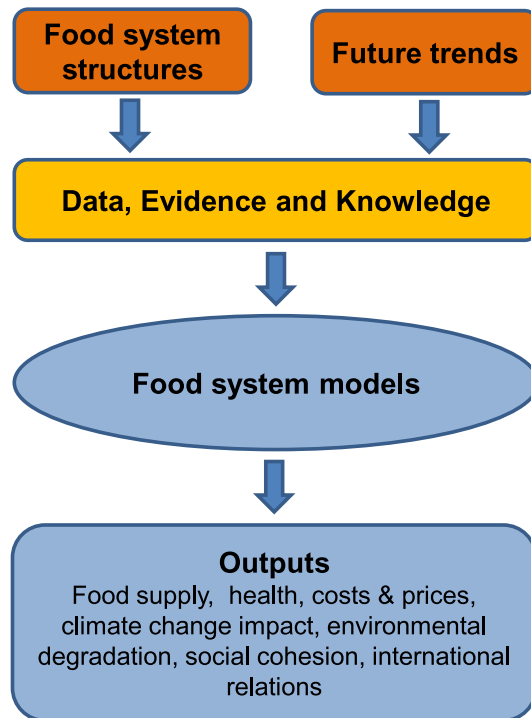 Food system
structures
Future trends
Data, Evidence and Knowledge
Food system models
Outputs
Food supply,  health, costs & prices,
climate change impact, environmental
degradation, social cohesion, international
relations